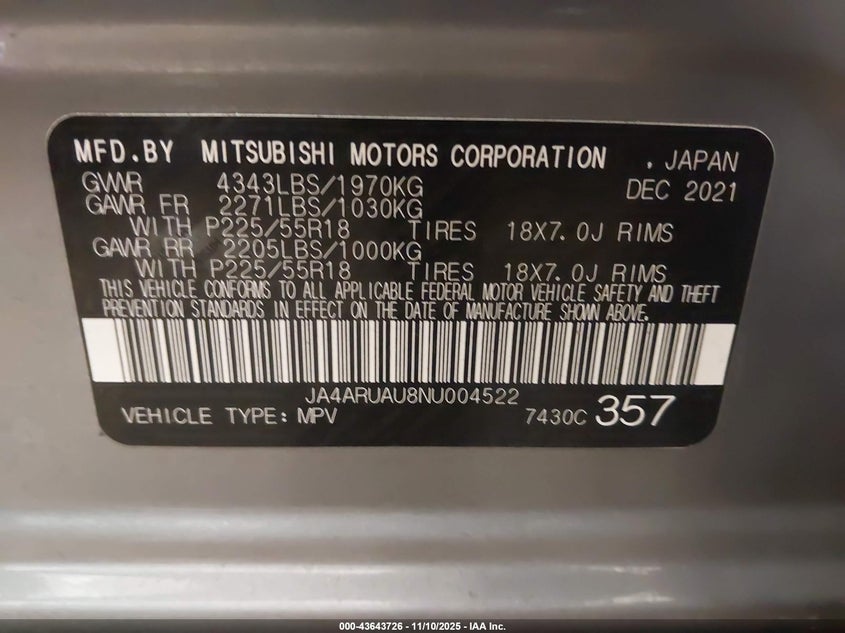 MFD.BY MITSUBISHI MOTORS CORPORATION . JAPAN
GVWR 4343LBS/1970KG DEC 2021
GAWR FR 2271LBS/1030KG
WITH P225/55R18 TIRES 18X7.0J RIMS
GAWR RR 2205LBS/1000KG
WITH P225/55R18 TIRES 18X7.0J RIMS
THIS VEHICLE CONFORMS TO ALL APPLICABLE FEDERAL MOTOR VEHICLE SAFETY AND THEFT
PREVENTION STANDARDS IN EFFECT ON THE DATE OF MANUFACTURE SHOWN ABOVE.
JA4ARUAU8NU004522
VEHICLE TYPE: MPV 7430C 357
000-43643726 - 11/10/2025 - IAA Inc.